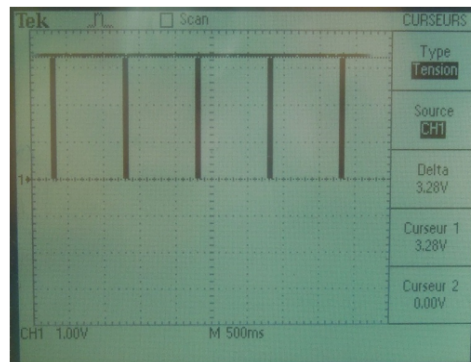 Tek
Scan
CURSEURS
Type
Tension
Source
CH1
Delta
3.28V
Curseur 1
3.28V
Curseur 2
0.00V
1
CH1 1.00V M 500ms